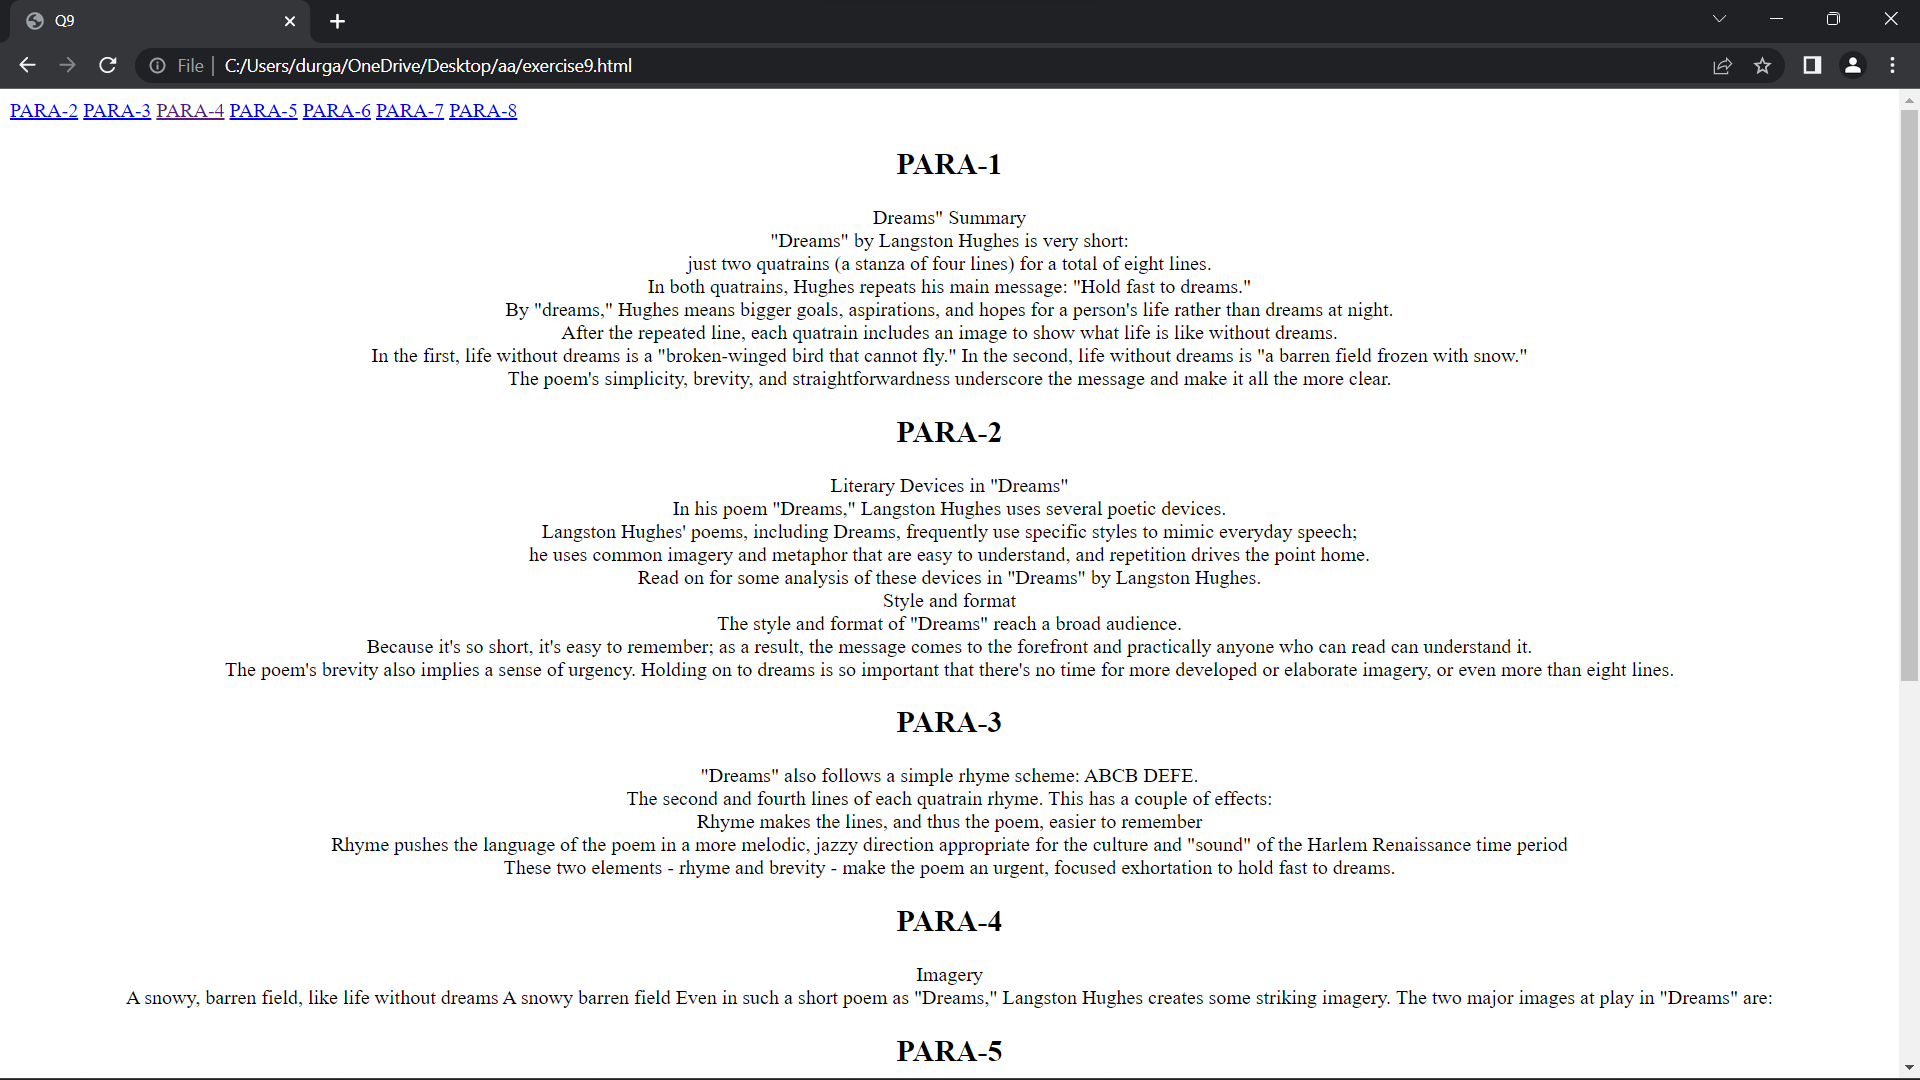 Q9
File | C:/Users/durga/OneDrive/Desktop/aa/exercise9.html
PARA-2 PARA-3 PARA-4 PARA-5 PARA-6 PARA-7 PARA-8
PARA-1
Dreams" Summary
"Dreams" by Langston Hughes is very short:
just two quatrains (a stanza of four lines) for a total of eight lines.
In both quatrains, Hughes repeats his main message: "Hold fast to dreams."
By "dreams," Hughes means bigger goals, aspirations, and hopes for a person's life rather than dreams at night.
After the repeated line, each quatrain includes an image to show what life is like without dreams.
In the first, life without dreams is a "broken-winged bird that cannot fly." In the second, life without dreams is "a barren field frozen with snow."
The poem's simplicity, brevity, and straightforwardness underscore the message and make it all the more clear.
PARA-2
Literary Devices in "Dreams"
In his poem "Dreams," Langston Hughes uses several poetic devices.
Langston Hughes' poems, including Dreams, frequently use specific styles to mimic everyday speech;
he uses common imagery and metaphor that are easy to understand, and repetition drives the point home.
Read on for some analysis of these devices in "Dreams" by Langston Hughes.
Style and format
The style and format of "Dreams" reach a broad audience.
Because it's so short, it's easy to remember; as a result, the message comes to the forefront and practically anyone who can read can understand it.
The poem's brevity also implies a sense of urgency. Holding on to dreams is so important that there's no time for more developed or elaborate imagery, or even more than eight lines.
PARA-3
"Dreams" also follows a simple rhyme scheme: ABCB DEFE.
The second and fourth lines of each quatrain rhyme. This has a couple of effects:
Rhyme makes the lines, and thus the poem, easier to remember
Rhyme pushes the language of the poem in a more melodic, jazzy direction appropriate for the culture and "sound" of the Harlem Renaissance time period
These two elements - rhyme and brevity - make the poem an urgent, focused exhortation to hold fast to dreams.
PARA-4
Imagery
A snowy, barren field, like life without dreams A snowy barren field Even in such a short poem as "Dreams," Langston Hughes creates some striking imagery. The two major images at play in "Dreams" are:
PARA-5